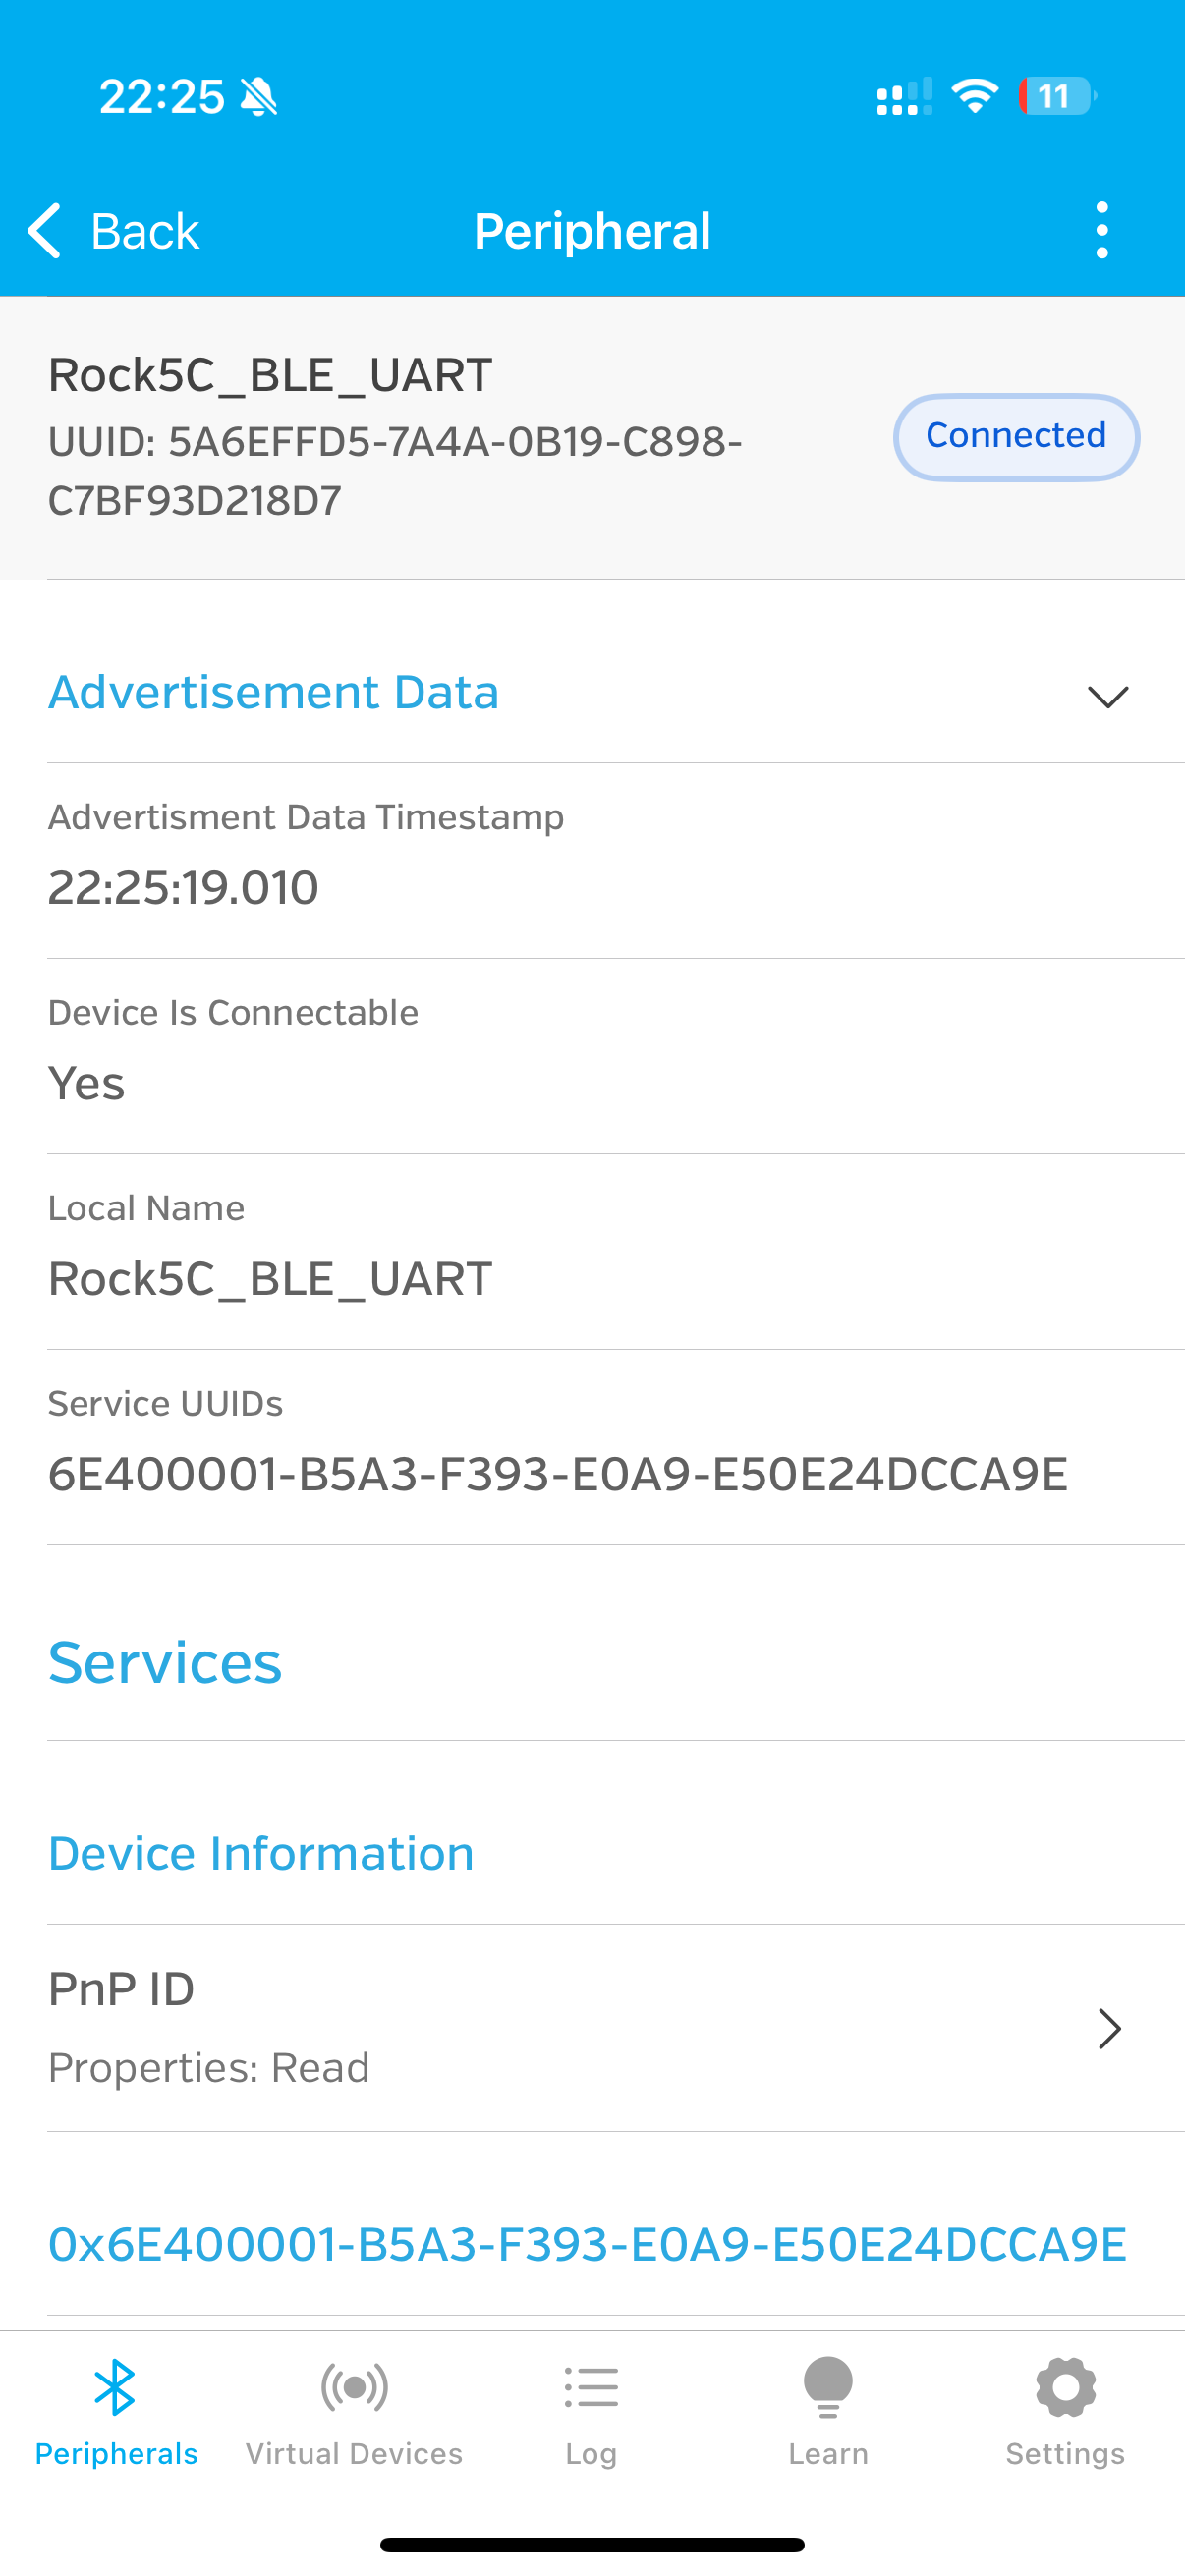 22:25
11
Back
Peripheral
Rock5C_BLE_UART
UUID: 5A6EFFD5-7A4A-0B19-C898-
C7BF93D218D7
Connected
Advertisement Data
Advertisment Data Timestamp
22:25:19.010
Device Is Connectable
Yes
Local Name
Rock5C_BLE_UART
Service UUIDs
6E400001-B5A3-F393-E0A9-E50E24DCCA9E
Services
Device Information
PnP ID
Properties: Read
0x6E400001-B5A3-F393-E0A9-E50E24DCCA9E
Peripherals
Virtual Devices
Log
Learn
Settings